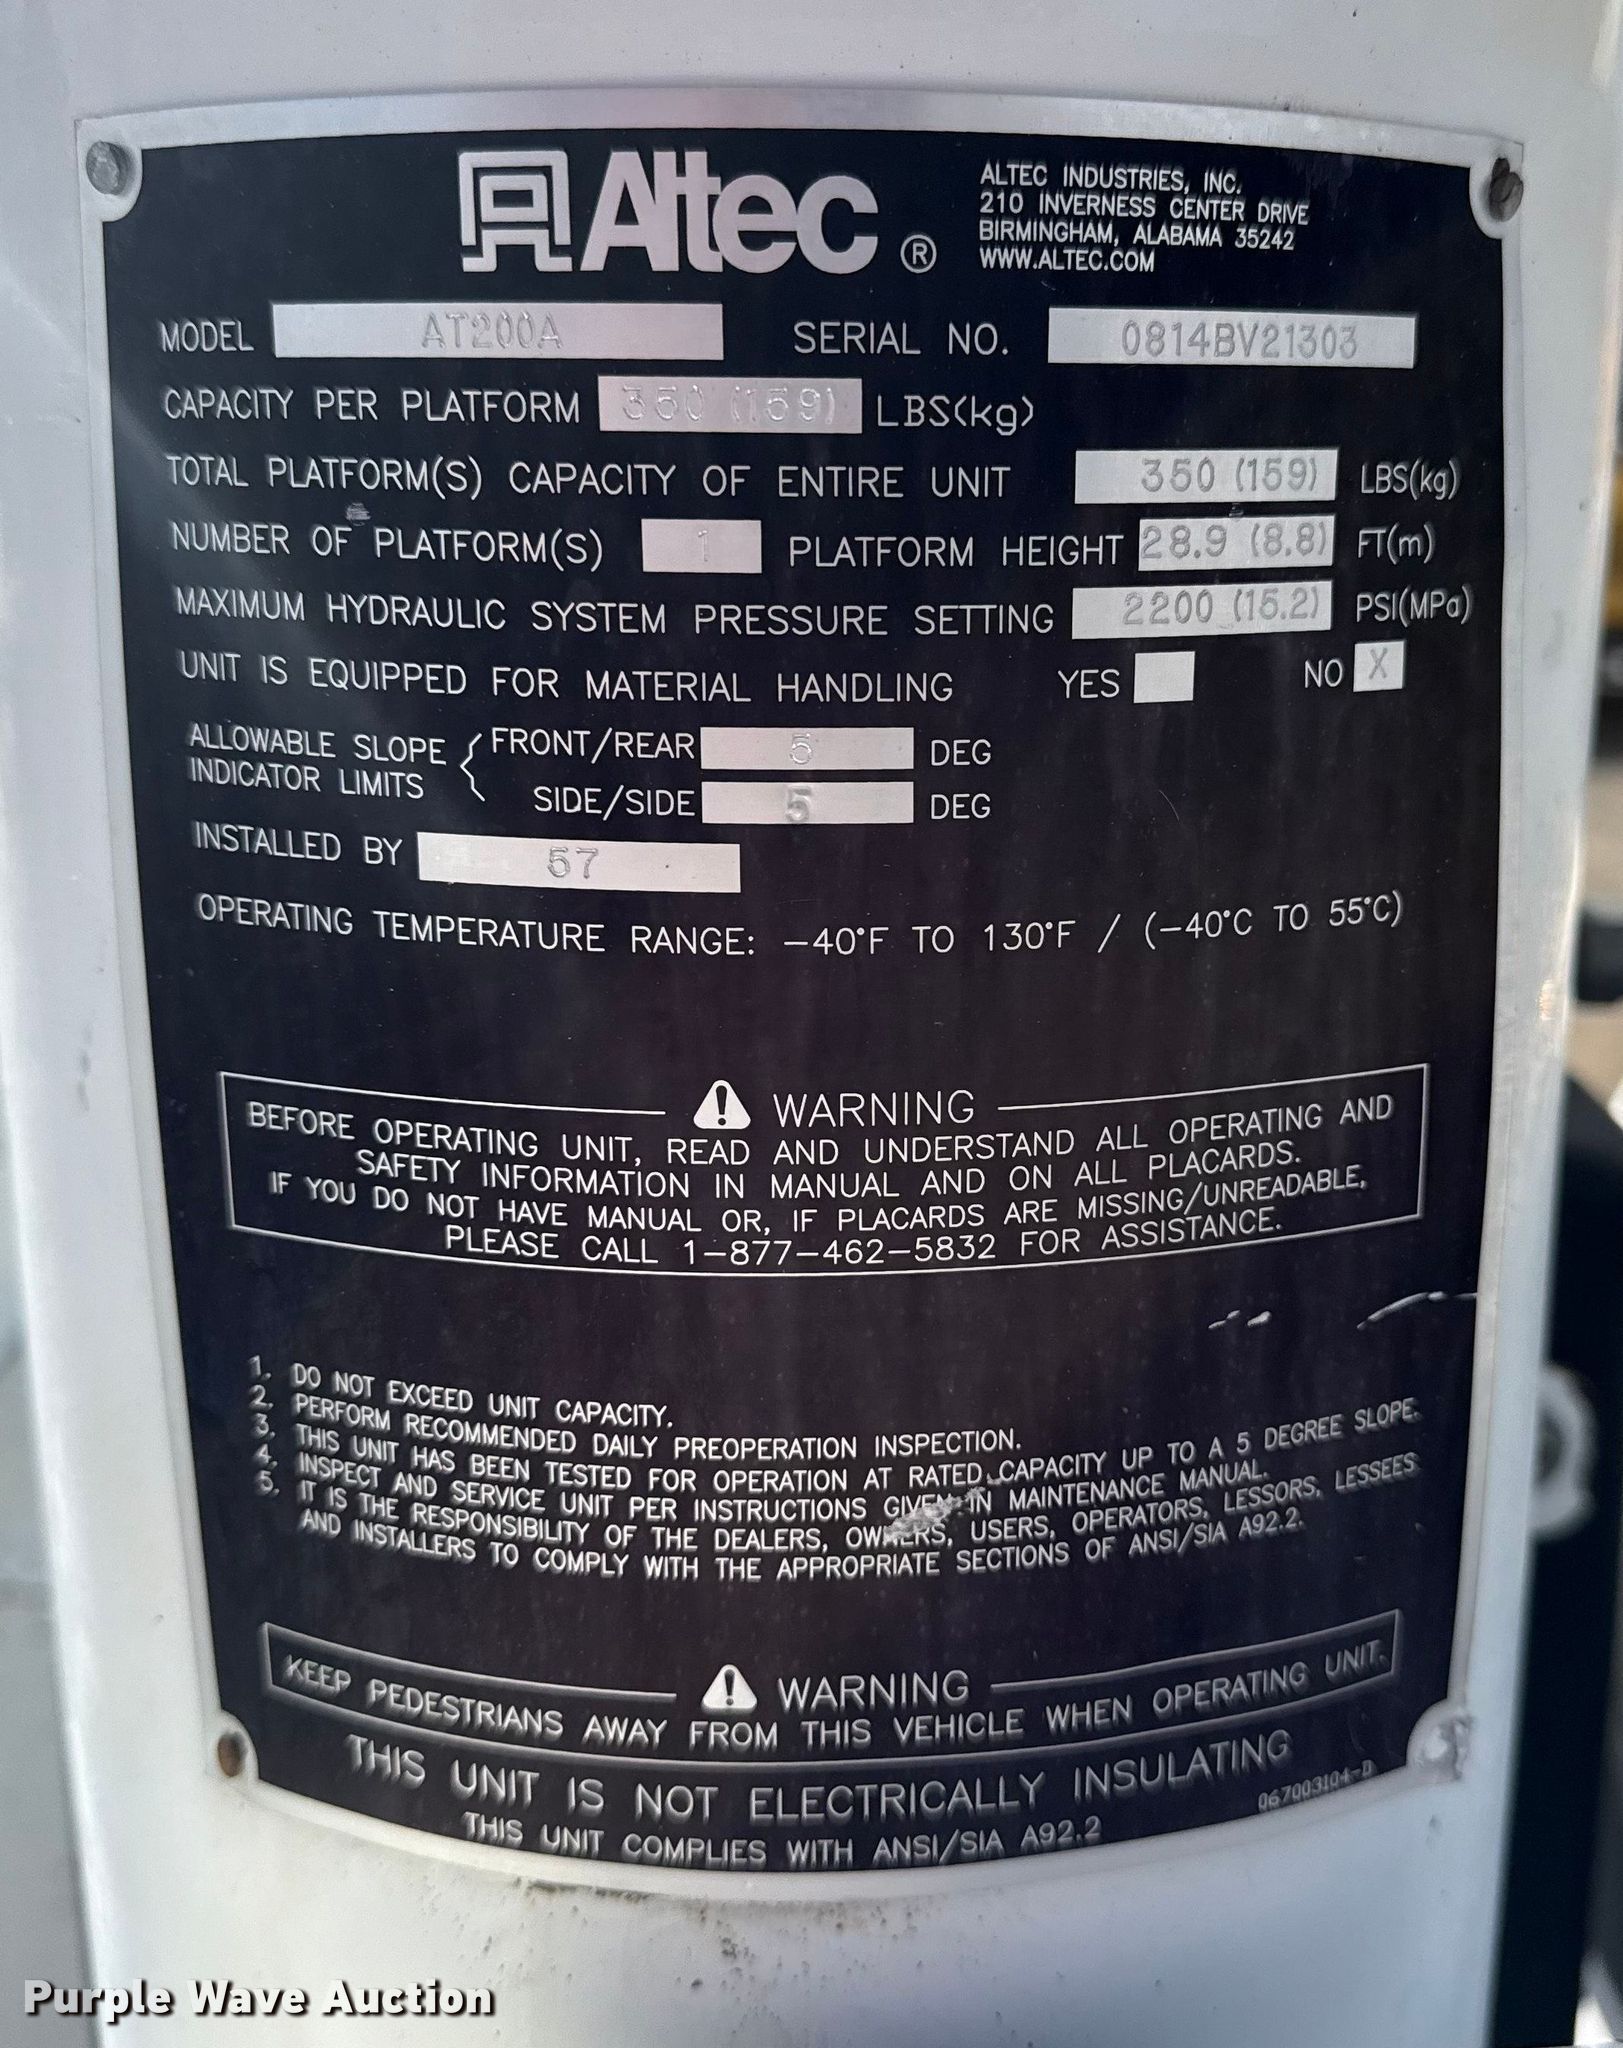 Altec ®
ALTEC INDUSTRIES, INC.
210 INVERNESS CENTER DRIVE
BIRMINGHAM, ALABAMA 35242
WWW.ALTEC.COM
MODEL AT200A SERIAL NO. 0814BV21303
CAPACITY PER PLATFORM 350 (159) LBS(kg)
TOTAL PLATFORM(S) CAPACITY OF ENTIRE UNIT 350 (159) LBS(kg)
NUMBER OF PLATFORM(S) 1 PLATFORM HEIGHT 28.9 (8.8) FT(m)
MAXIMUM HYDRAULIC SYSTEM PRESSURE SETTING 2200 (15.2) PSI(MPa)
UNIT IS EQUIPPED FOR MATERIAL HANDLING YES NO X
ALLOWABLE SLOPE
INDICATOR LIMITS
FRONT/REAR 5 DEG
SIDE/SIDE 5 DEG
INSTALLED BY 57
OPERATING TEMPERATURE RANGE: -40°F TO 130°F / (-40°C TO 55°C)
WARNING
BEFORE OPERATING UNIT, READ AND UNDERSTAND ALL OPERATING AND
SAFETY INFORMATION IN MANUAL AND ON ALL PLACARDS.
IF YOU DO NOT HAVE MANUAL OR, IF PLACARDS ARE MISSING/UNREADABLE,
PLEASE CALL 1-877-462-5832 FOR ASSISTANCE.
1. DO NOT EXCEED UNIT CAPACITY.
2. PERFORM RECOMMENDED DAILY PREOPERATION INSPECTION.
3. THIS UNIT HAS BEEN TESTED FOR OPERATION AT RATED CAPACITY UP TO A 5 DEGREE SLOPE.
4. INSPECT AND SERVICE UNIT PER INSTRUCTIONS GIVEN IN MAINTENANCE MANUAL.
5. IT IS THE RESPONSIBILITY OF THE DEALERS, OWNERS, USERS, OPERATORS, LESSORS, LESSEES
AND INSTALLERS TO COMPLY WITH THE APPROPRIATE SECTIONS OF ANSI/SIA A92.2.
WARNING
KEEP PEDESTRIANS AWAY FROM THIS VEHICLE WHEN OPERATING UNIT.
THIS UNIT IS NOT ELECTRICALLY INSULATING
THIS UNIT COMPLIES WITH ANSI/SIA A92.2
067003104-D
Purple Wave Auction